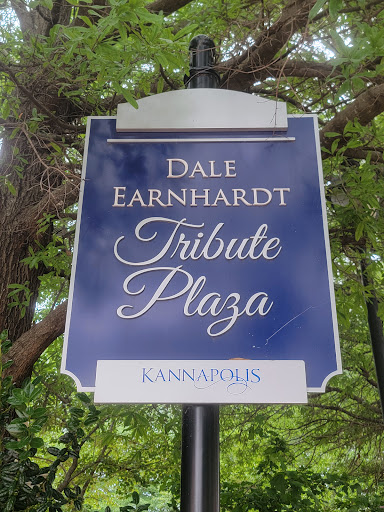 Dale
Earnhardt
Tribute
Plaza
Kannapolis